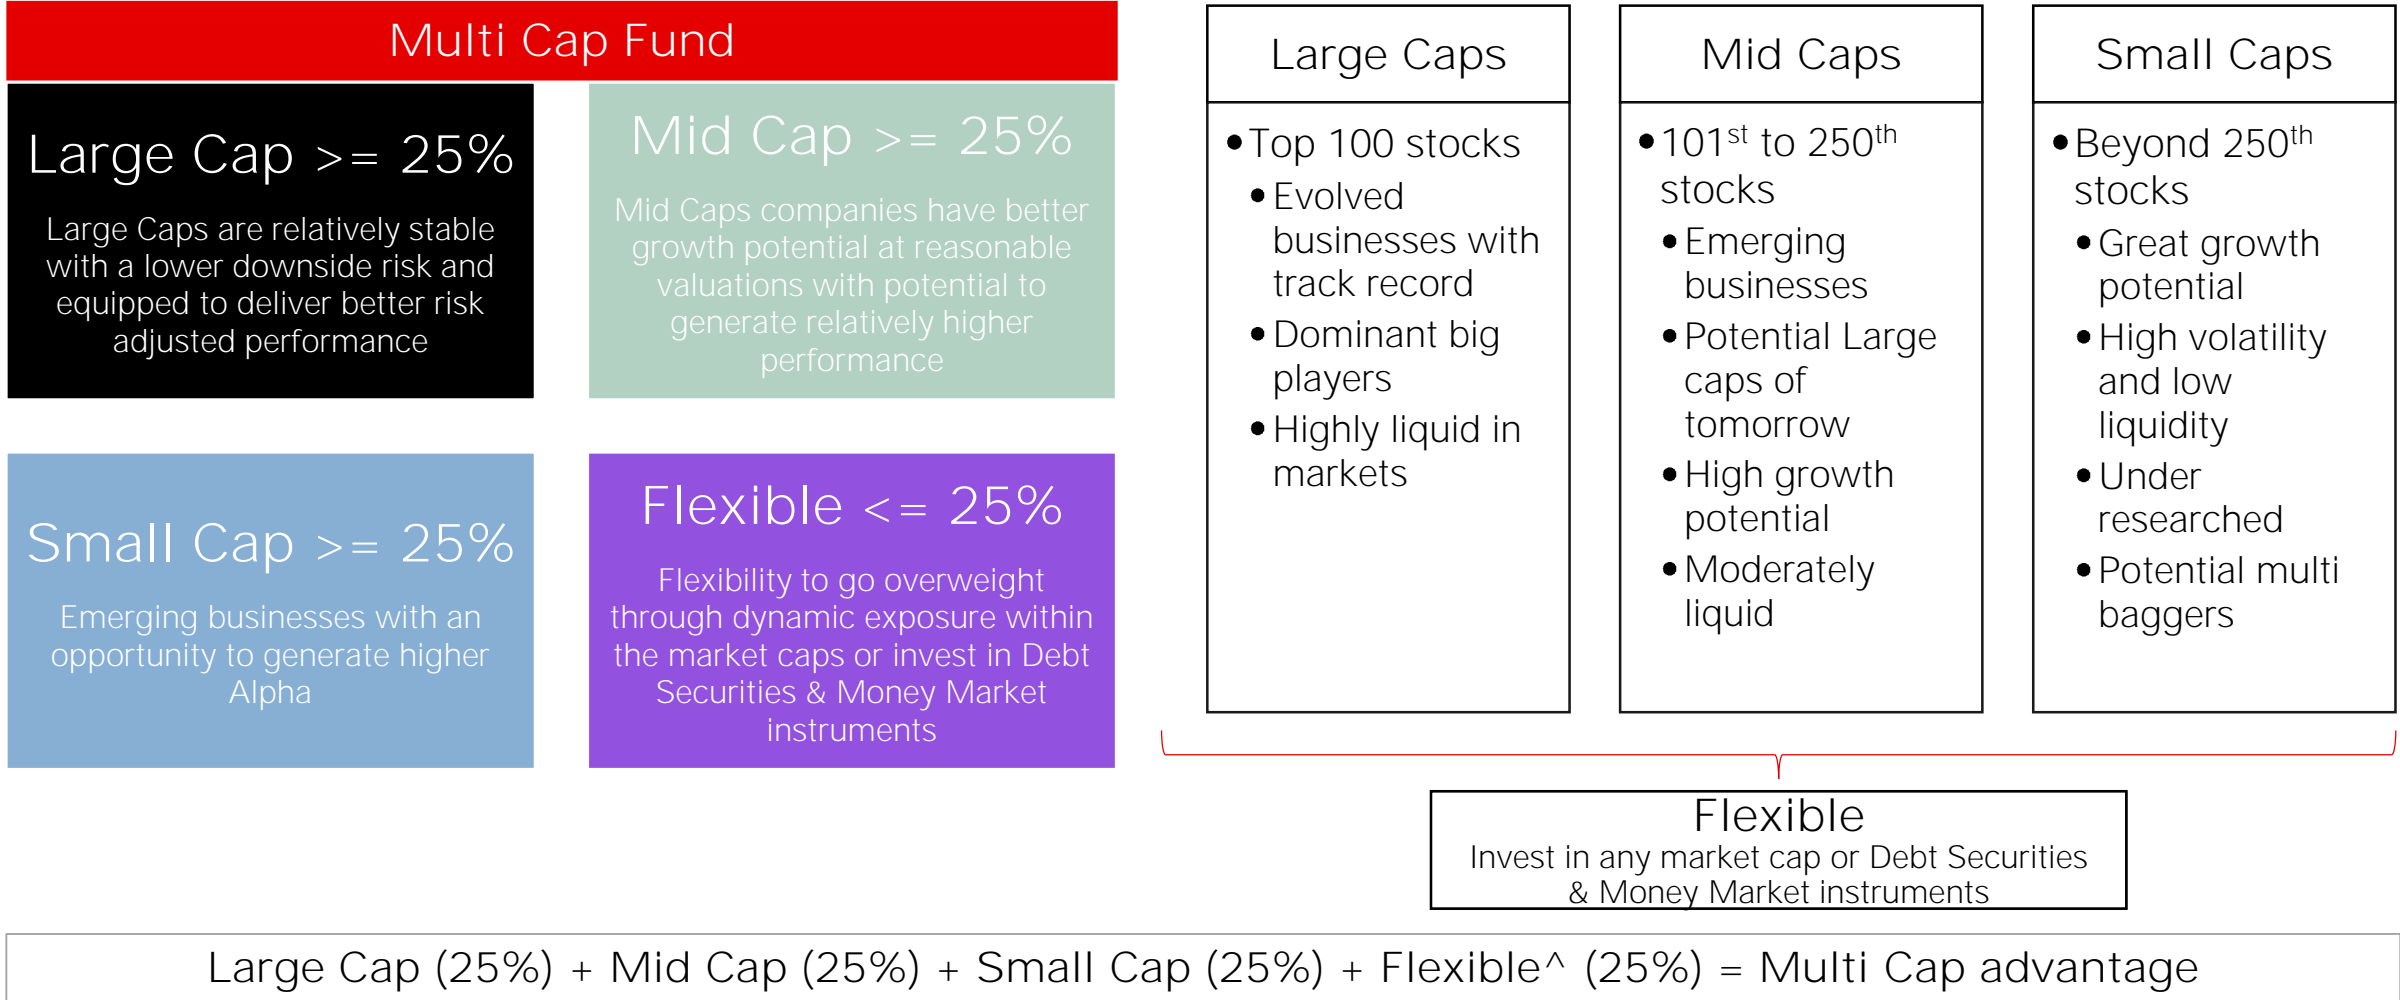 Multi Cap Fund
Large Cap >= 25%
Large Caps are relatively stable
with a lower downside risk and
equipped to deliver better risk
adjusted performance
Mid Cap >= 25%
Mid Caps companies have better
growth potential at reasonable
valuations with potential to
generate relatively higher
performance
Small Cap >= 25%
Emerging businesses with an
opportunity to generate higher
Alpha
Flexible <= 25%
Flexibility to go overweight
through dynamic exposure within
the market caps or invest in Debt
Securities & Money Market
instruments
Large Caps
• Top 100 stocks
• Evolved
businesses with
track record
• Dominant big
players
• Highly liquid in
markets
Mid Caps
• 101st to 250th
stocks
• Emerging
businesses
• Potential Large
caps of
tomorrow
• High growth
potential
• Moderately
liquid
Small Caps
• Beyond 250th
stocks
• Great growth
potential
• High volatility
and low
liquidity
• Under
researched
• Potential multi
baggers
Flexible
Invest in any market cap or Debt Securities
& Money Market instruments
Large Cap (25%) + Mid Cap (25%) + Small Cap (25%) + Flexible^ (25%) = Multi Cap advantage